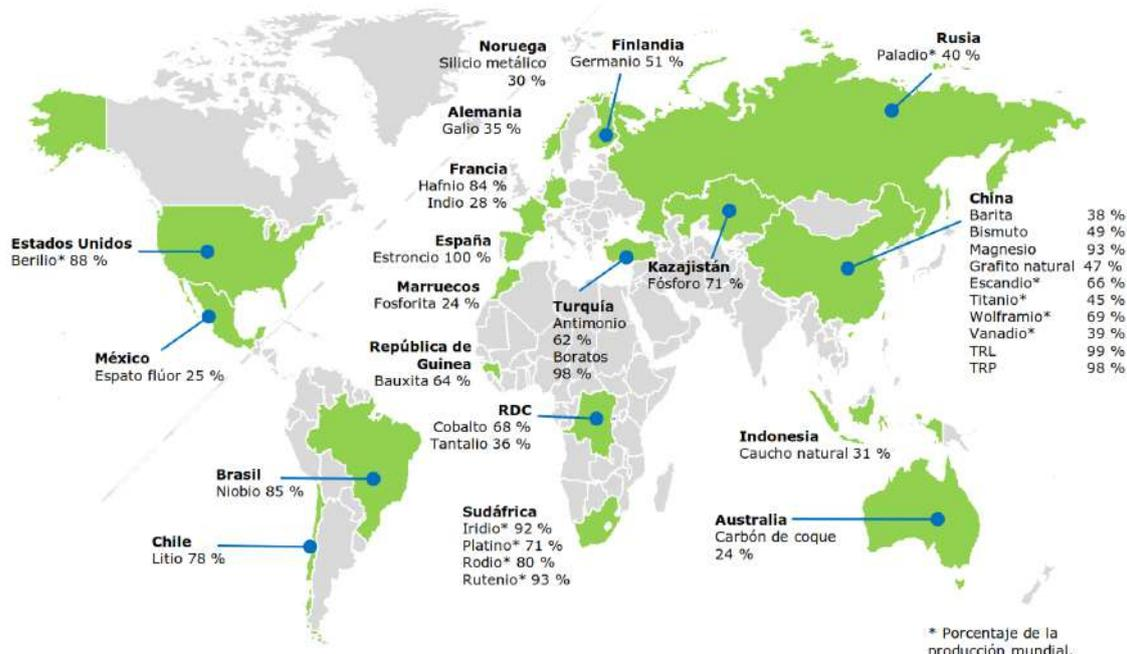 Noruega
Silicio metálico
30 %
Finlandia
Germanio 51 %
Rusia
Paladio* 40 %
Alemania
Galio 35 %
Francia
Hafnio 84 %
Indio 28 %
China
Barita 38 %
Bismuto 49 %
Magnesio 93 %
Grafito natural 47 %
Escandio* 66 %
Titanio* 45 %
Wolframio* 69 %
Vanadio* 39 %
TRL 99 %
TRP 98 %
Estados Unidos
Berilio* 88 %
España
Estroncio 100 %
Kazajistán
Fósforo 71 %
Marruecos
Fosforita 24 %
Turquía
Antimonio
62 %
Boratos
98 %
México
Espato flúor 25 %
República de
Guinea
Bauxita 64 %
RDC
Cobalto 68 %
Tantalio 36 %
Indonesia
Caucho natural 31 %
Brasil
Niobio 85 %
Sudáfrica
Iridio* 92 %
Platino* 71 %
Rodio* 80 %
Rutenio* 93 %
Australia
Carbón de coque
24 %
Chile
Litio 78 %
* Porcentaje de la
producción mundial.